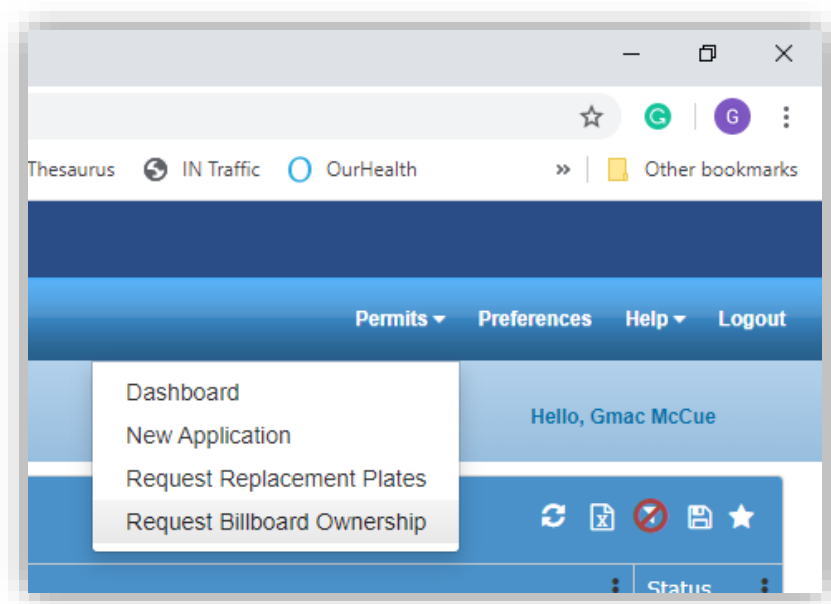 G
G
Thesaurus IN Traffic OurHealth » Other bookmarks
Permits Preferences Help Logout
Dashboard
New Application
Request Replacement Plates
Request Billboard Ownership
Hello, Gmac McCue
X
Status